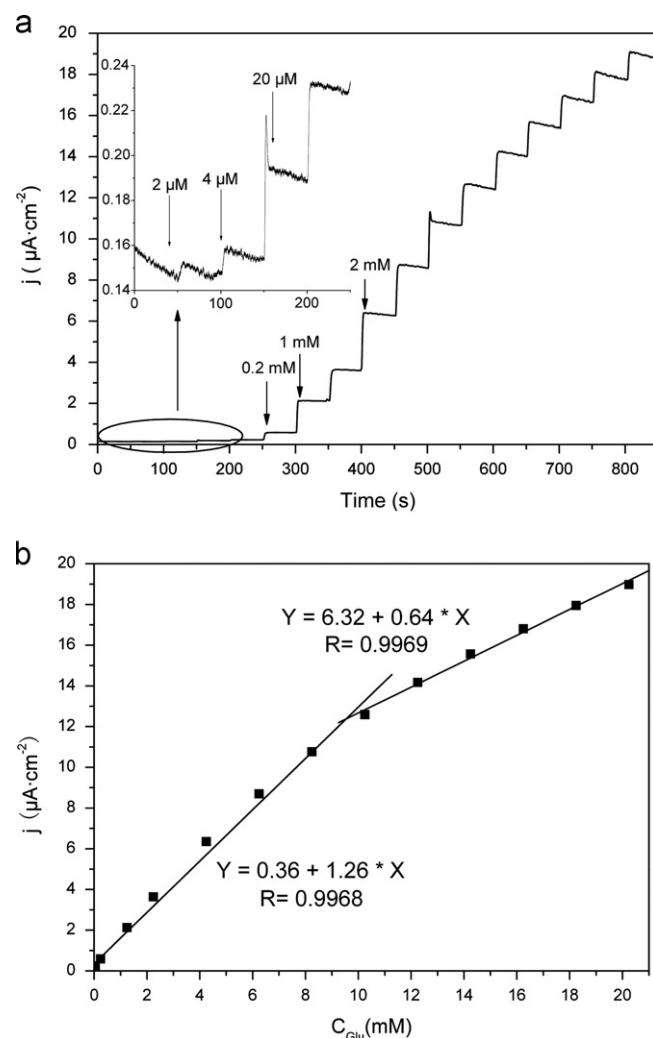 a
j ( μA·cm⁻²)
20
18
16
14
12
10
8
6
4
2
0
0 100 200 300 400 500 600 700 800
Time (s)
0.24
0.22
0.20
0.18
0.16
0.14
0 100 200
2 μM
4 μM
20 μM
0.2 mM
1 mM
2 mM
b
j (μA·cm⁻²)
20
18
16
14
12
10
8
6
4
2
0
0 2 4 6 8 10 12 14 16 18 20
C_Glu(mM)
Y = 6.32 + 0.64 * X
R= 0.9969
Y = 0.36 + 1.26 * X
R= 0.9968